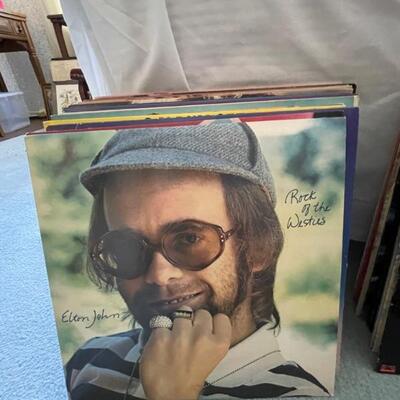 Rock
of the
Westies
Elton John